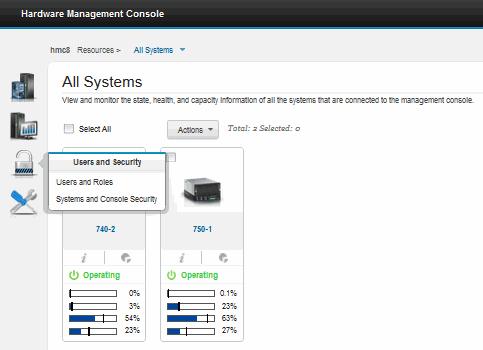 Hardware Management Console
hmc8 Resources > All Systems
All Systems
View and monitor the state, health, and capacity information of all the systems that are connected to the management console.
Select All
Actions
Total: 2 Selected: 0
Users and Security
Users and Roles
Systems and Console Security
740-2
750-1
Operating
Operating
0%
3%
54%
23%
0.1%
23%
63%
27%